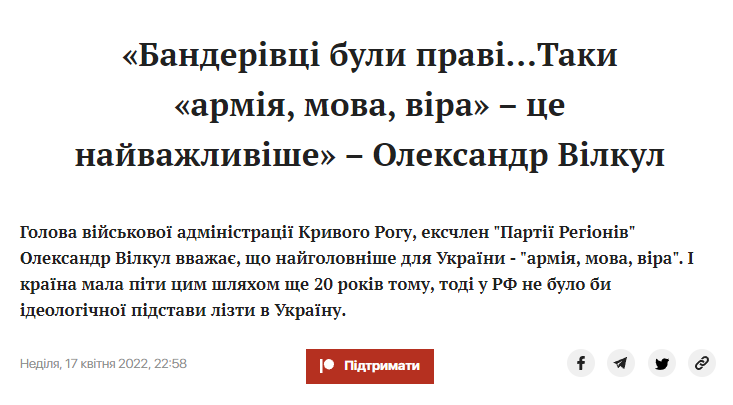 «Бандерівці були праві...Таки
«армія, мова, віра» – це
найважливіше» – Олександр Вілкул
Голова військової адміністрації Кривого Рогу, ексчлен "Партії Регіонів"
Олександр Вілкул вважає, що найголовніше для України - "армія, мова, віра". І
країна мала піти цим шляхом ще 20 років тому, тоді у РФ не було би
ідеологічної підстави лізти в Україну.
Неділя, 17 квітня 2022, 22:58
Підтримати